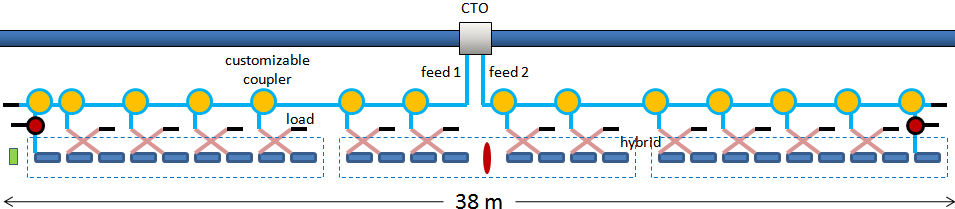 CTO
feed 1
feed 2
customizable
coupler
load
hybrid
38 m